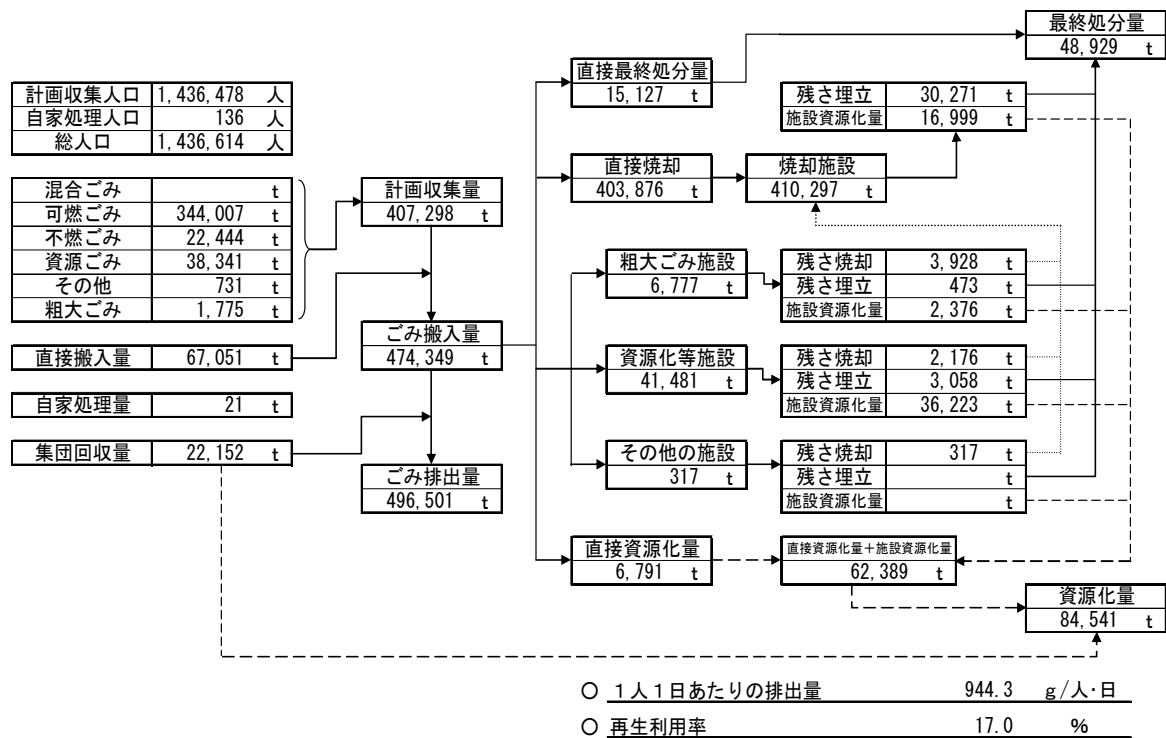 最終処分量
48,929 t
直接最終処分量
15,127 t
計画収集人口 1,436,478 人
自家処理人口 136 人
総人口 1,436,614 人
残さ埋立 30,271 t
施設資源化量 16,999 t
直接焼却
403,876 t
焼却施設
410,297 t
混合ごみ t
可燃ごみ 344,007 t
不燃ごみ 22,444 t
資源ごみ 38,341 t
その他 731 t
粗大ごみ 1,775 t
計画収集量
407,298 t
粗大ごみ施設
6,777 t
残さ焼却 3,928 t
残さ埋立 473 t
施設資源化量 2,376 t
直接搬入量 67,051 t
ごみ搬入量
474,349 t
資源化等施設
41,481 t
残さ焼却 2,176 t
残さ埋立 3,058 t
施設資源化量 36,223 t
自家処理量 21 t
集団回収量 22,152 t
ごみ排出量
496,501 t
その他の施設
317 t
残さ焼却 317 t
残さ埋立 t
施設資源化量 t
直接資源化量
6,791 t
直接資源化量+施設資源化量
62,389 t
資源化量
84,541 t
○ 1人1日あたりの排出量 944.3 g/人・日
○ 再生利用率 17.0 %